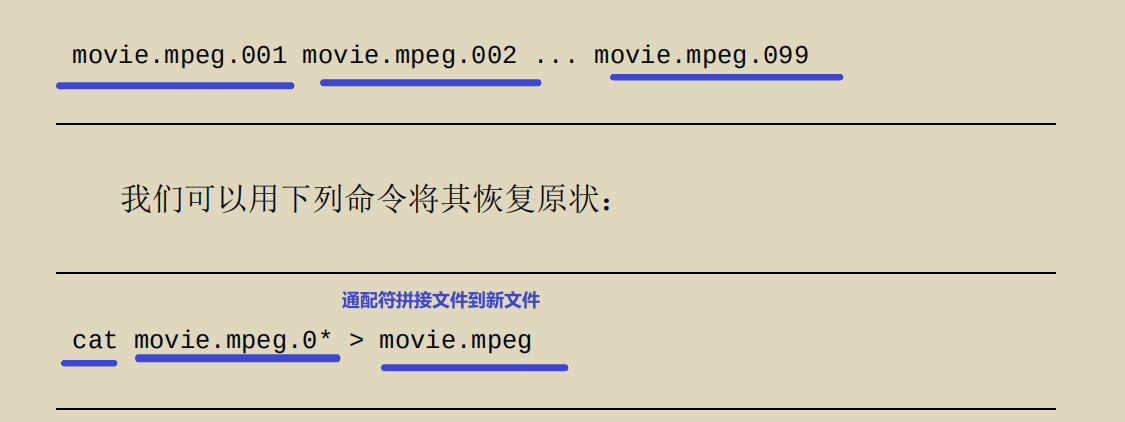 movie.mpeg.001 movie.mpeg.002 ... movie.mpeg.099
我们可以用下列命令将其恢复原状：
通配符拼接文件到新文件
cat movie.mpeg.0* > movie.mpeg